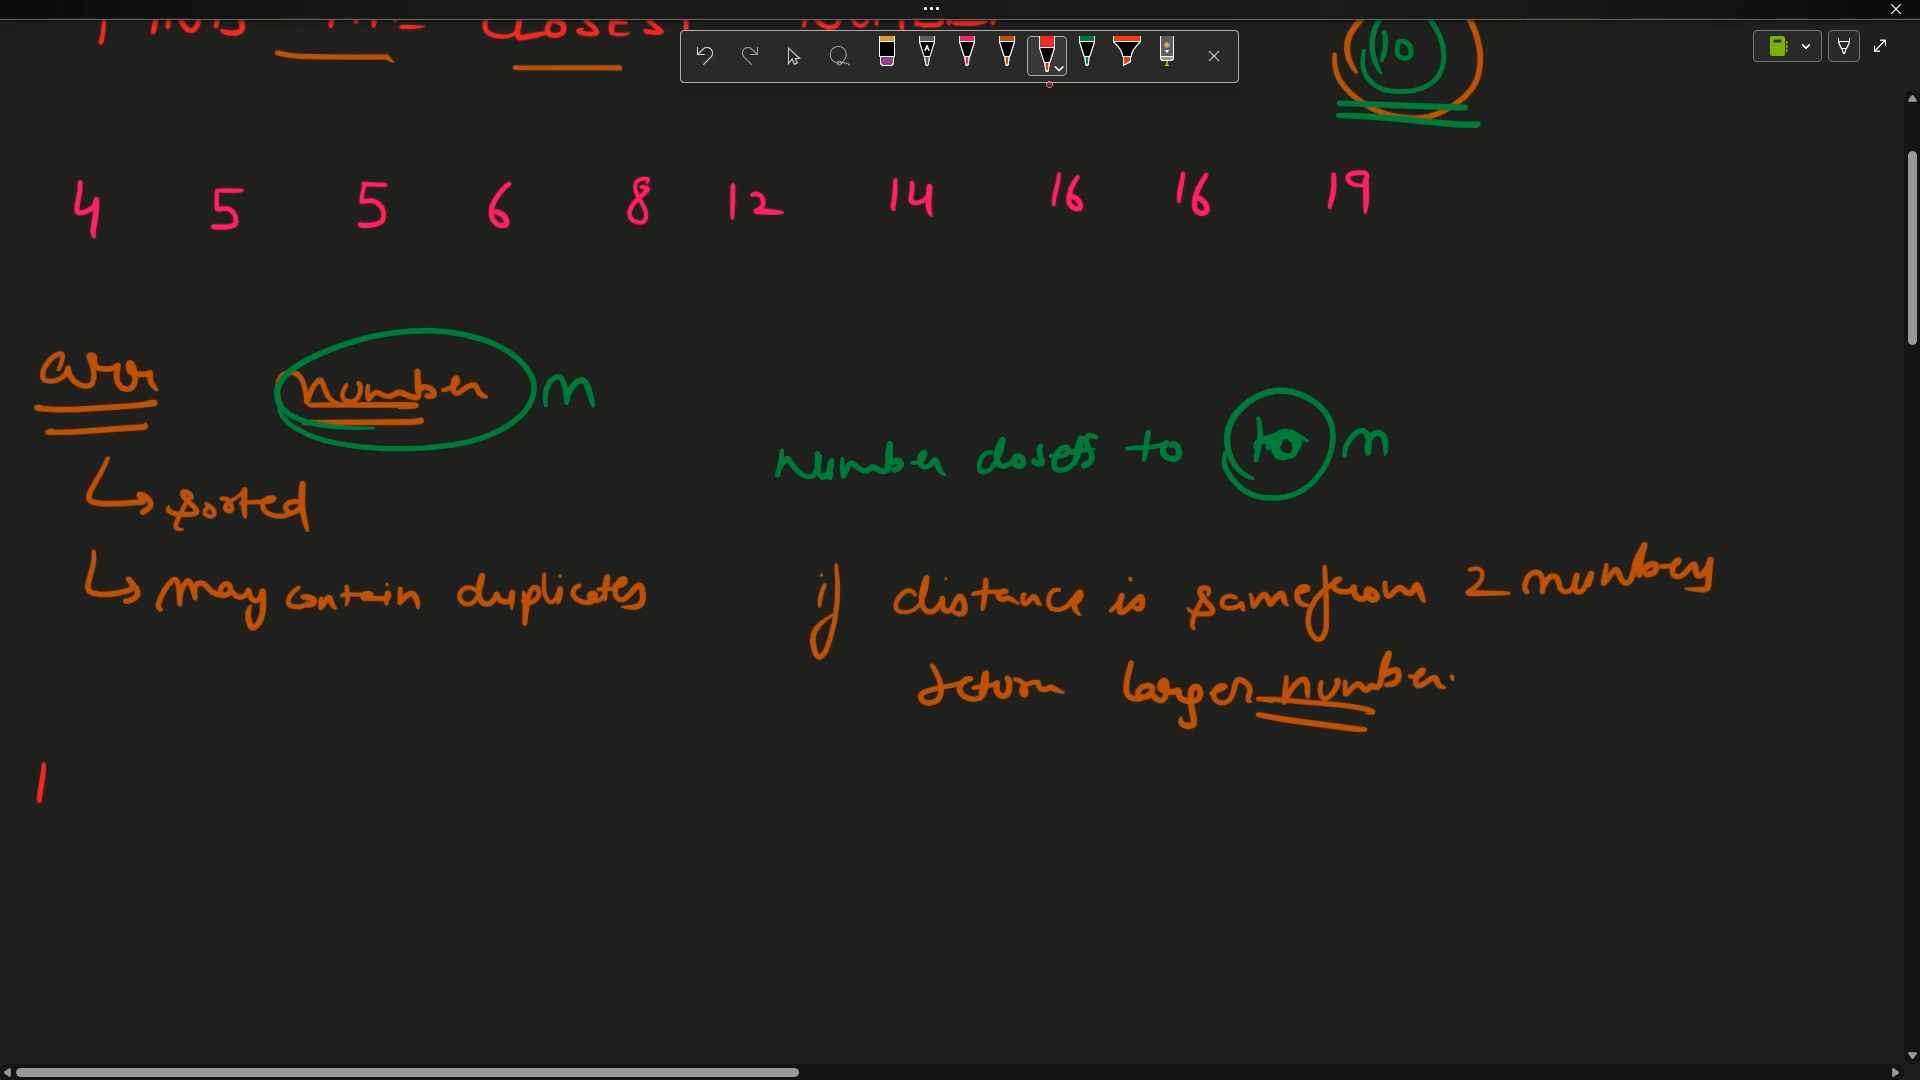 CLOSEST
10
4 5 5 6 8 12 14 16 16 19
arr number n
Number closets to 10 n
sorted
may contain duplicates
if distance is same from 2 numbers
return larger number.
1